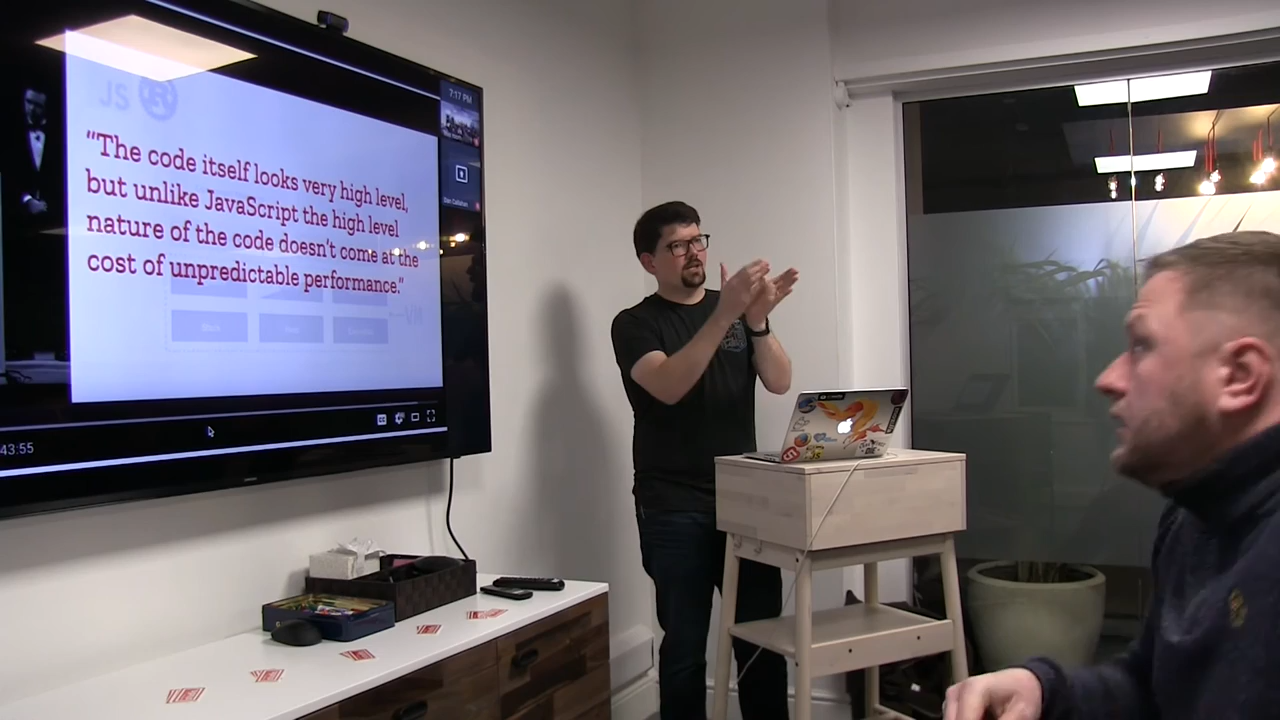 JS
7:17 PM
"The code itself looks very high level,
but unlike JavaScript the high level
nature of the code doesn't come at the
cost of unpredictable performance."
43:55